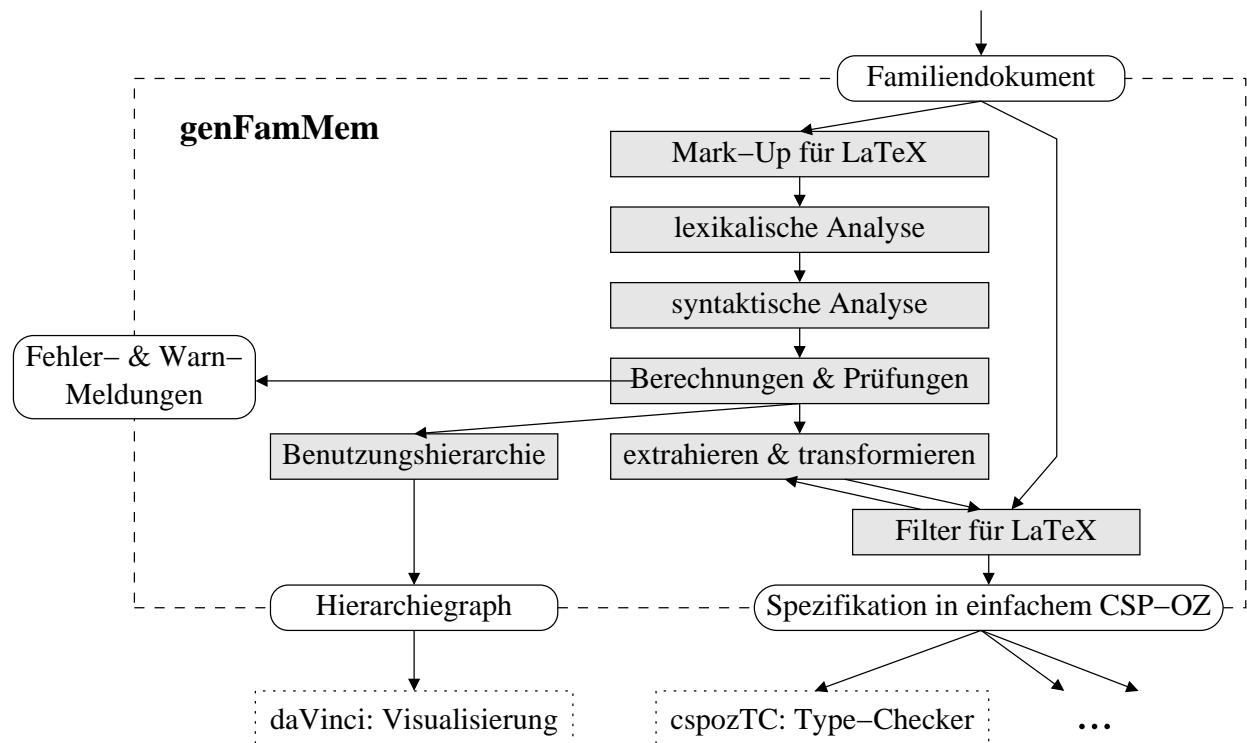 Familiendokument
genFamMem
Mark−Up für LaTeX
lexikalische Analyse
syntaktische Analyse
Fehler− & Warn−
Meldungen
Berechnungen & Prüfungen
Benutzungshierarchie
extrahieren & transformieren
Filter für LaTeX
Hierarchiegraph
Spezifikation in einfachem CSP−OZ
daVinci: Visualisierung
cspozTC: Type−Checker
...